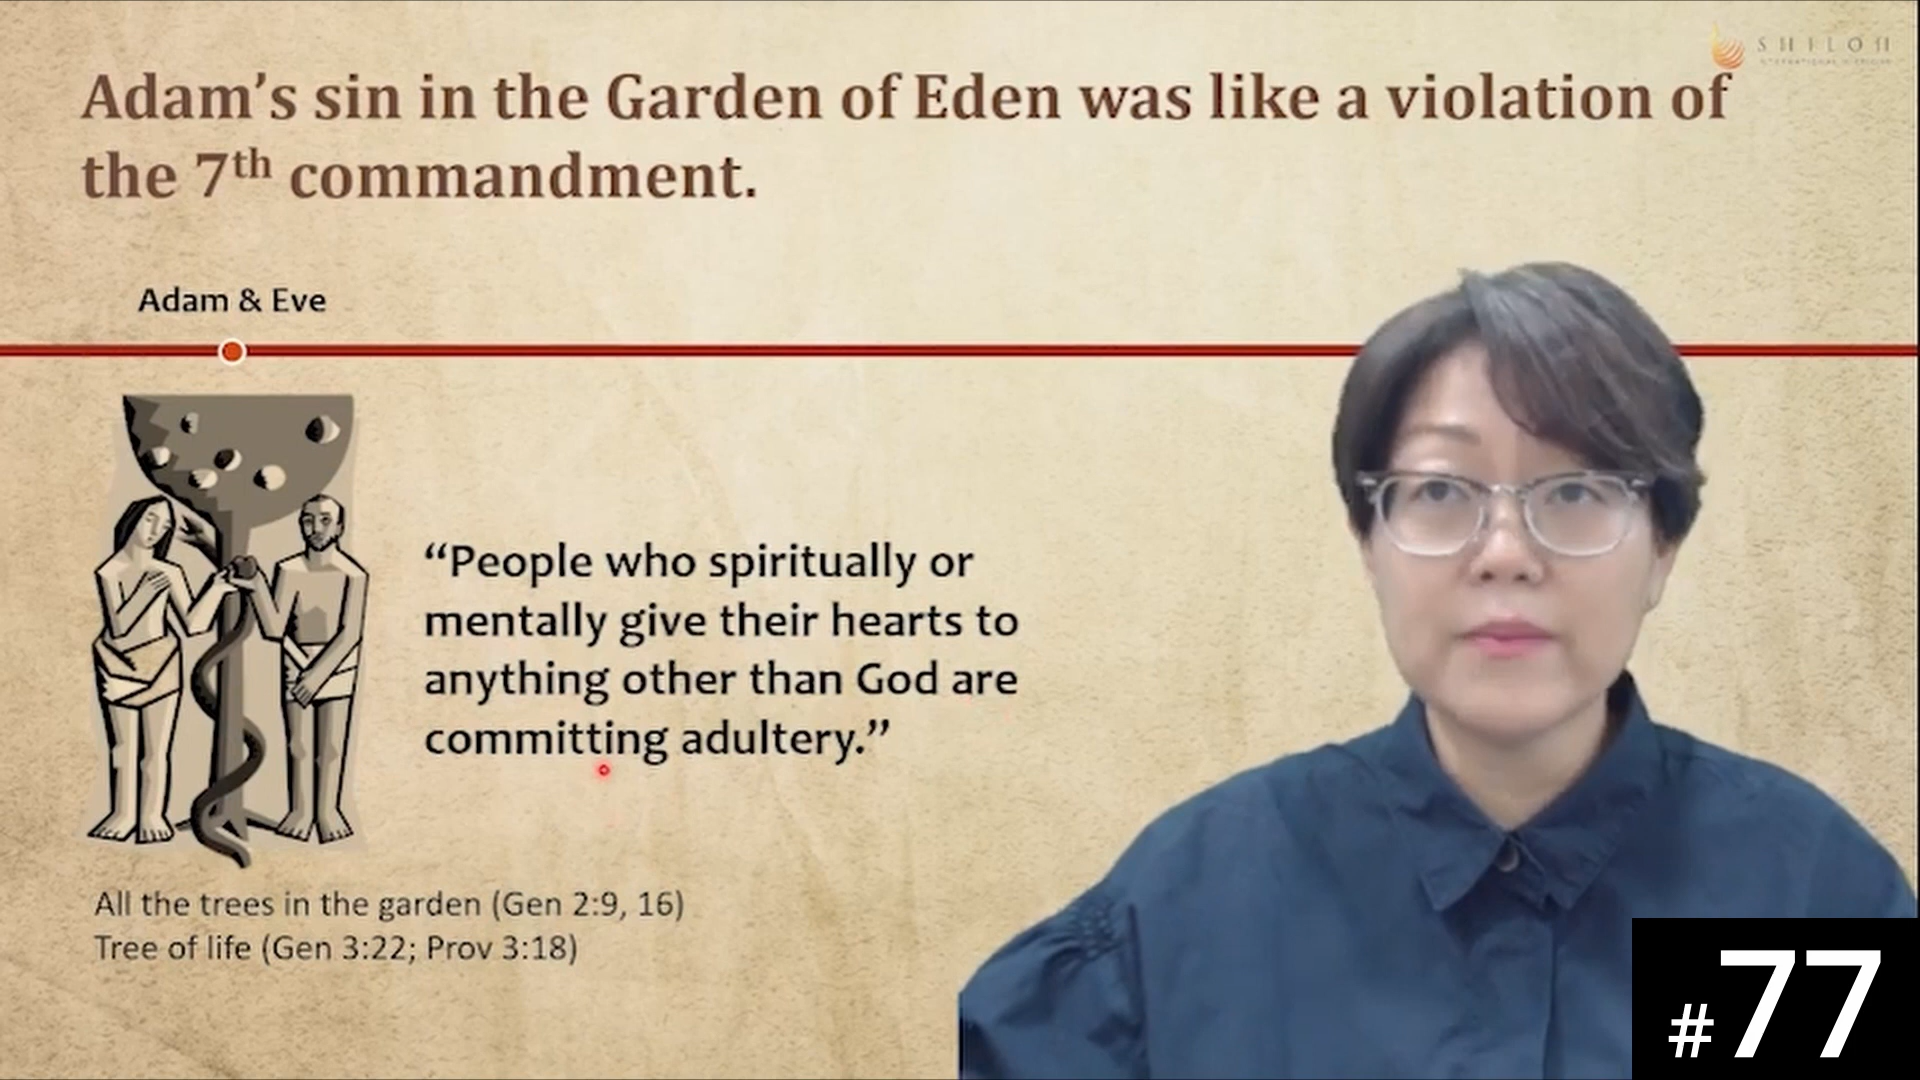 SHILOH
Adam’s sin in the Garden of Eden was like a violation of
the 7th commandment.
Adam & Eve
“People who spiritually or
mentally give their hearts to
anything other than God are
committing adultery.”
All the trees in the garden (Gen 2:9, 16)
Tree of life (Gen 3:22; Prov 3:18)
#77